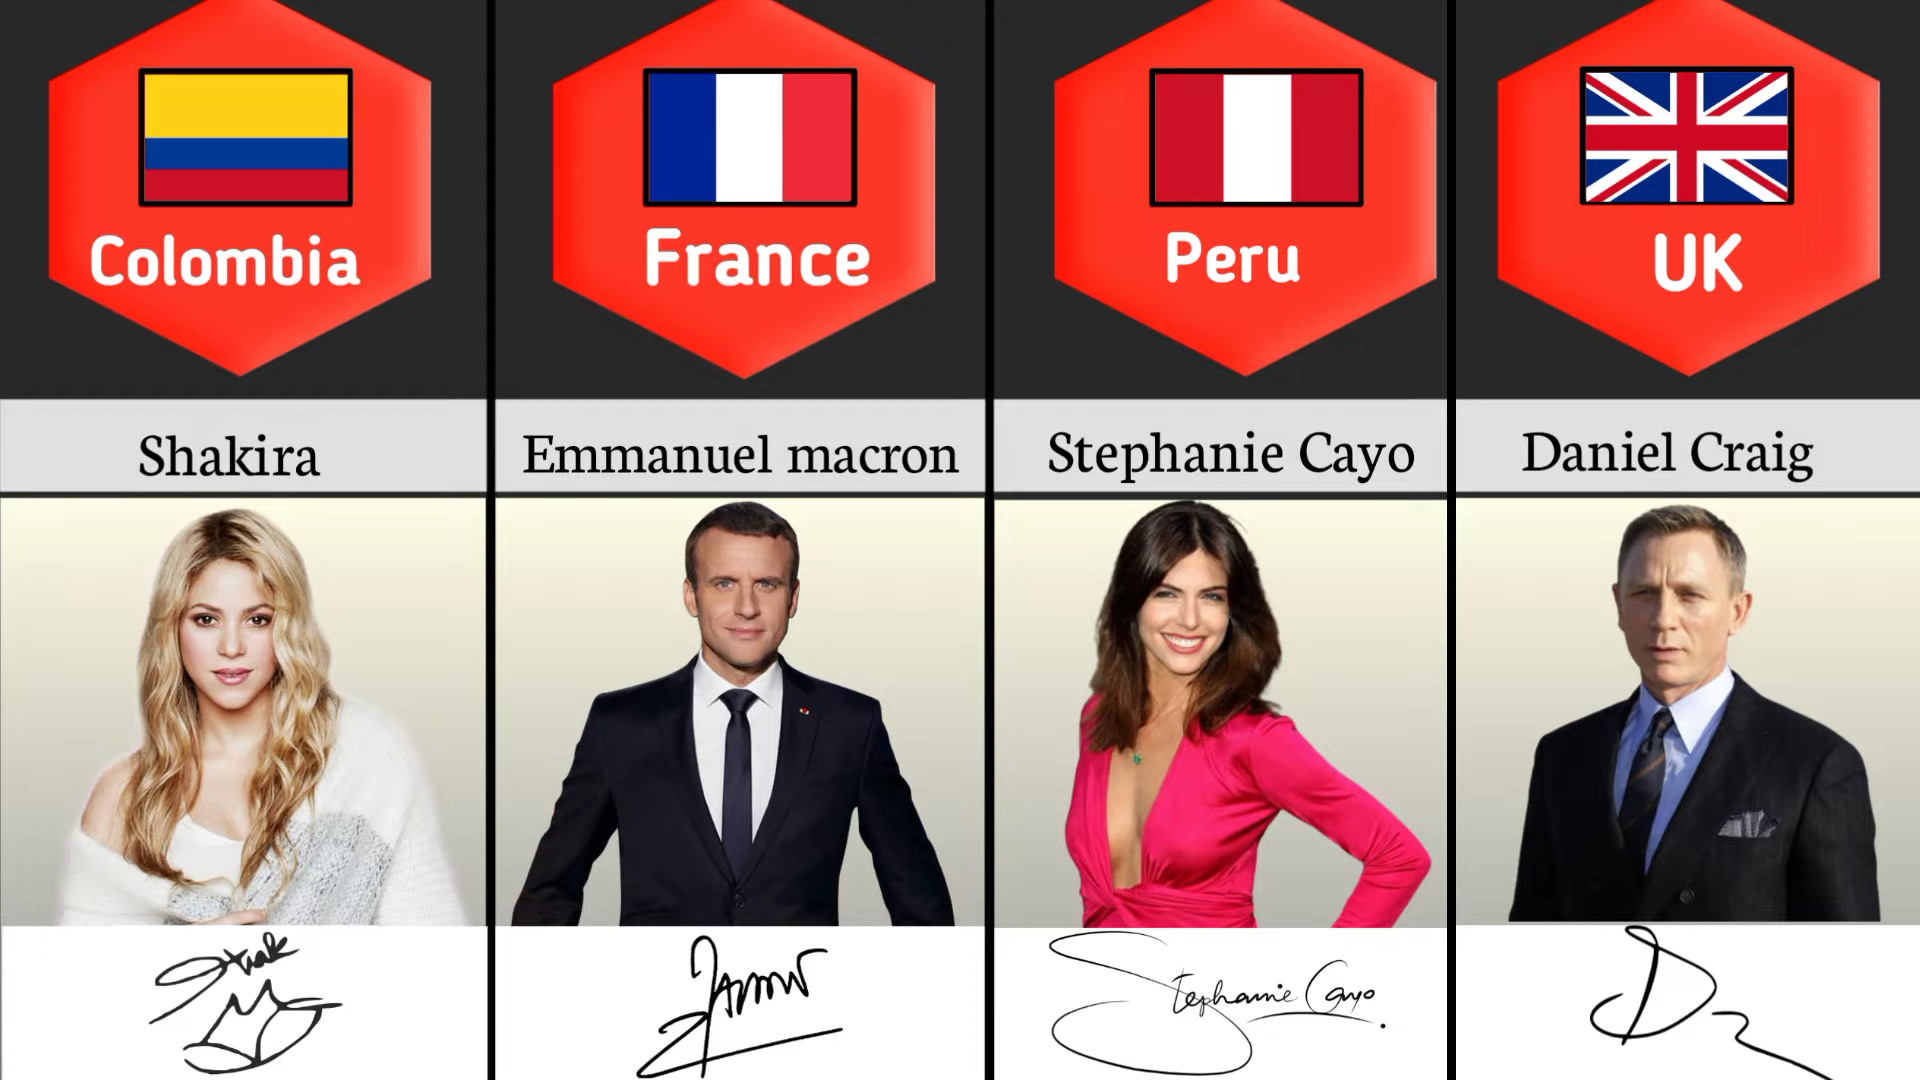 Colombia
France
Peru
UK
Shakira
Emmanuel macron
Stephanie Cayo
Daniel Craig
Stephanie Cayo